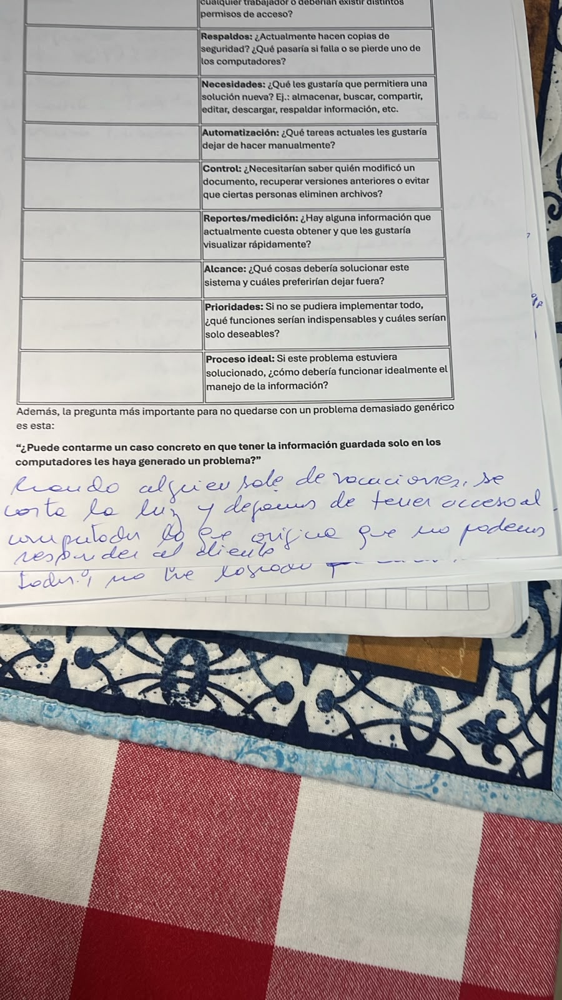 cualquier trabajador o deberían existir distintos
permisos de acceso?
Respaldos: ¿Actualmente hacen copias de
seguridad? ¿Qué pasaría si falla o se pierde uno de
los computadores?
Necesidades: ¿Qué les gustaría que permitiera una
solución nueva? Ej.: almacenar, buscar, compartir,
editar, descargar, respaldar información, etc.
Automatización: ¿Qué tareas actuales les gustaría
dejar de hacer manualmente?
Control: ¿Necesitarían saber quién modificó un
documento, recuperar versiones anteriores o evitar
que ciertas personas eliminen archivos?
Reportes/medición: ¿Hay alguna información que
actualmente cuesta obtener y que les gustaría
visualizar rápidamente?
Alcance: ¿Qué cosas debería solucionar este
sistema y cuáles preferirían dejar fuera?
Prioridades: Si no se pudiera implementar todo,
¿qué funciones serían indispensables y cuáles serían
solo deseables?
Proceso ideal: Si este problema estuviera
solucionado, ¿cómo debería funcionar idealmente el
manejo de la información?
Además, la pregunta más importante para no quedarse con un problema demasiado genérico
es esta:
“¿Puede contarme un caso concreto en que tener la información guardada solo en los
computadores les haya generado un problema?”
Cuando alguien sale de vacaciones, se
corta la luz y dejamos de tener acceso al
computador lo que origina que no podemos
responder al cliente
no he logrado